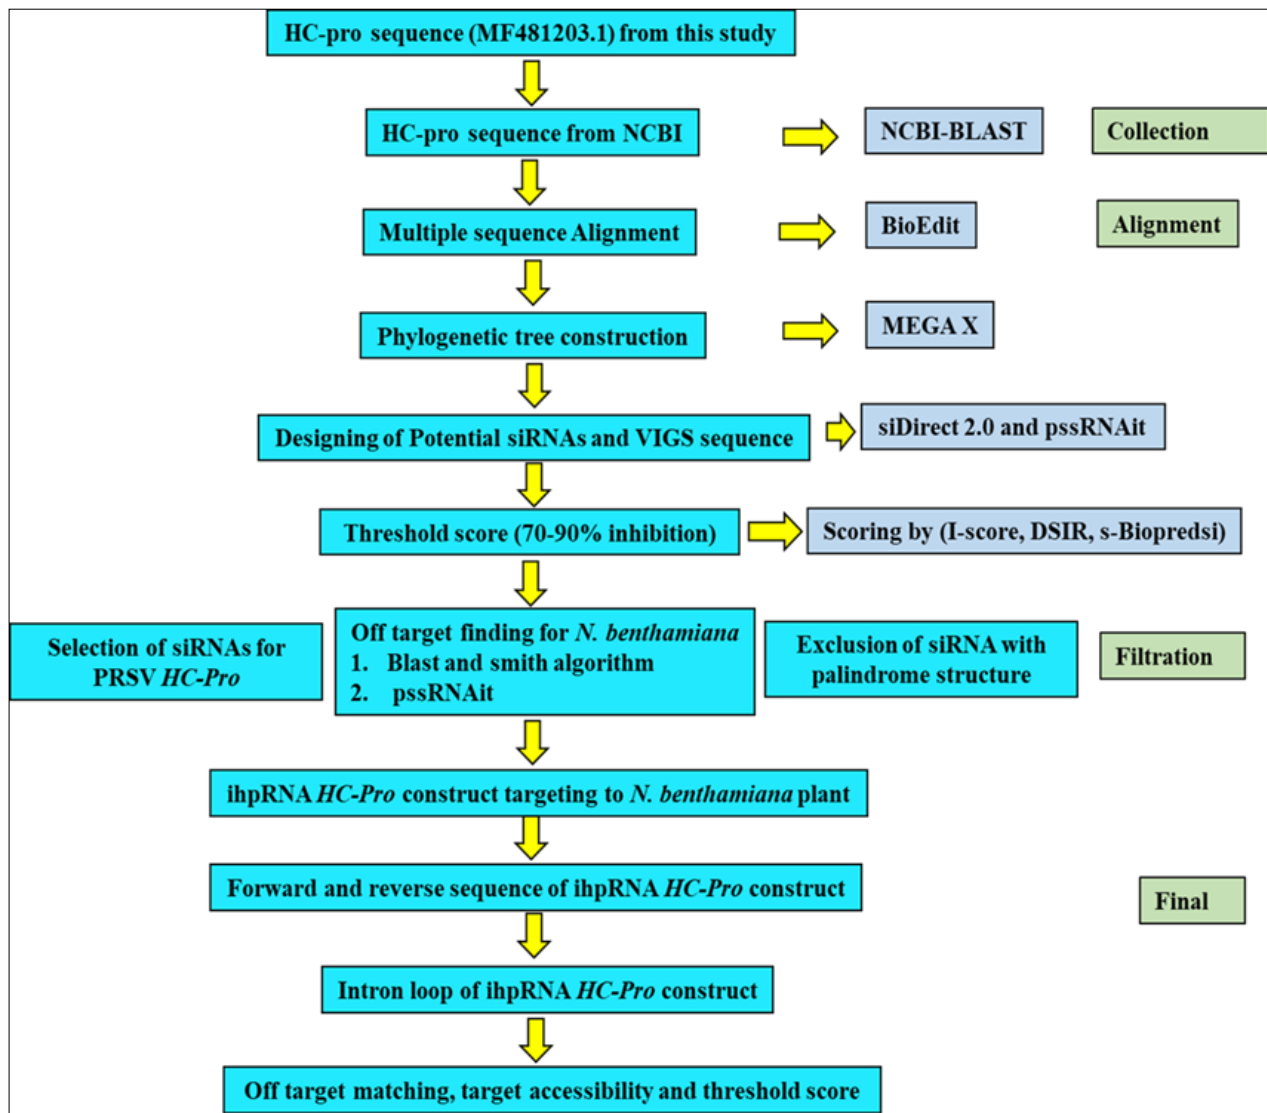 HC-pro sequence (MF481203.1) from this study
HC-pro sequence from NCBI
NCBI-BLAST
Collection
Multiple sequence Alignment
BioEdit
Alignment
Phylogenetic tree construction
MEGA X
Designing of Potential siRNAs and VIGS sequence
siDirect 2.0 and pssRNAit
Threshold score (70-90% inhibition)
Scoring by (I-score, DSIR, s-Biopredsi)
Selection of siRNAs for
PRSV HC-Pro
Off target finding for N. benthamiana
1. Blast and smith algorithm
2. pssRNAit
Exclusion of siRNA with
palindrome structure
Filtration
ihpRNA HC-Pro construct targeting to N. benthamiana plant
Forward and reverse sequence of ihpRNA HC-Pro construct
Final
Intron loop of ihpRNA HC-Pro construct
Off target matching, target accessibility and threshold score